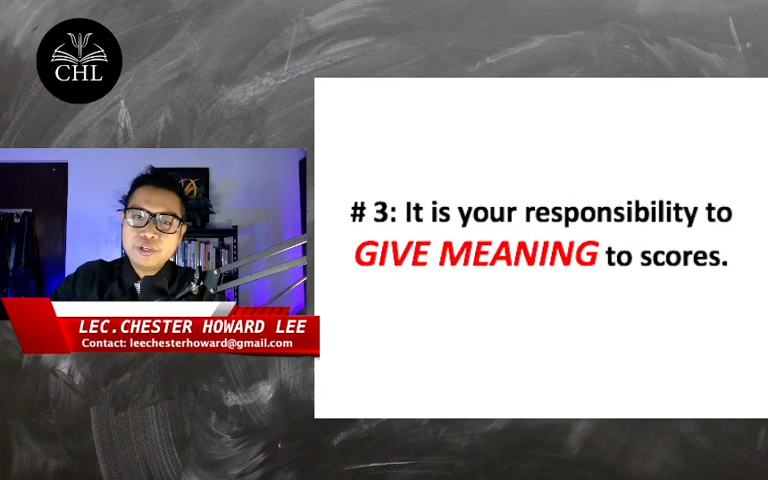 CHL
# 3: It is your responsibility to
GIVE MEANING to scores.
LEC.CHESTER HOWARD LEE
Contact: leechesterhoward@gmail.com